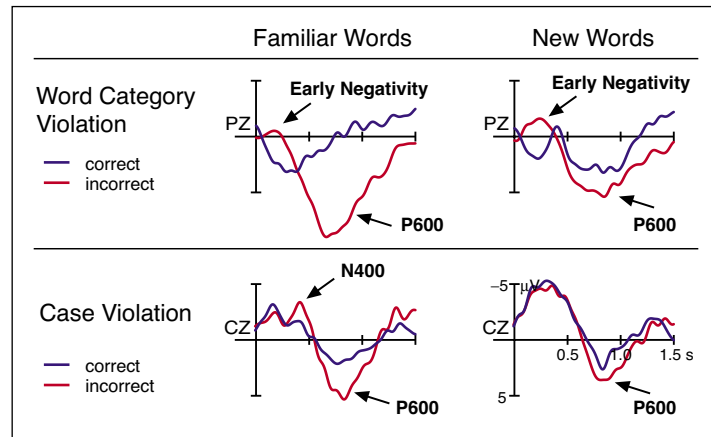 Familiar Words
New Words
Word Category
Violation
correct
incorrect
PZ
Early Negativity
P600
PZ
Early Negativity
P600
Case Violation
correct
incorrect
CZ
N400
P600
−5
μV
CZ
0.5
1.0
1.5 s
5
P600